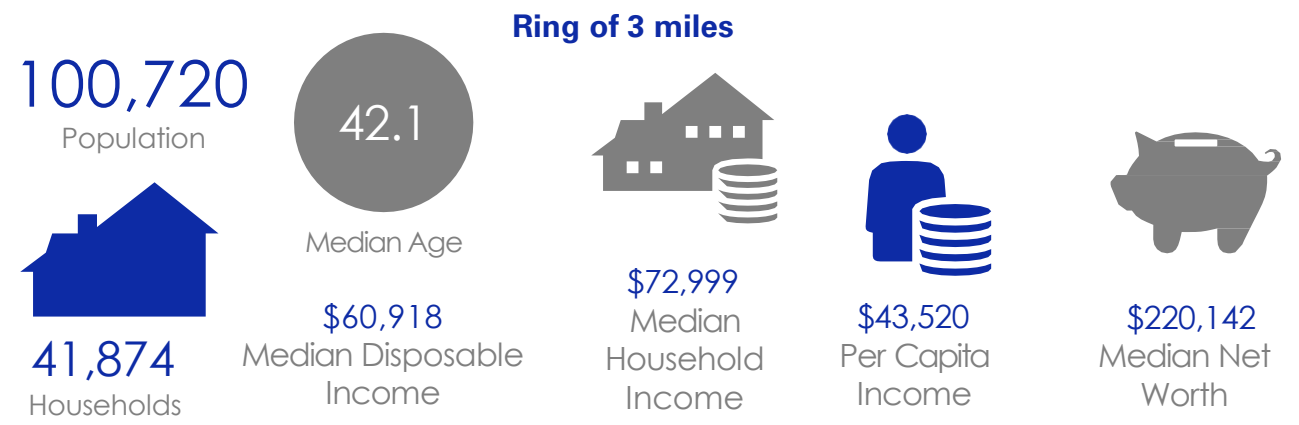 Ring of 3 miles
100,720
Population
42.1
Median Age
41,874
Households
$60,918
Median Disposable
Income
$72,999
Median
Household
Income
$43,520
Per Capita
Income
$220,142
Median Net
Worth